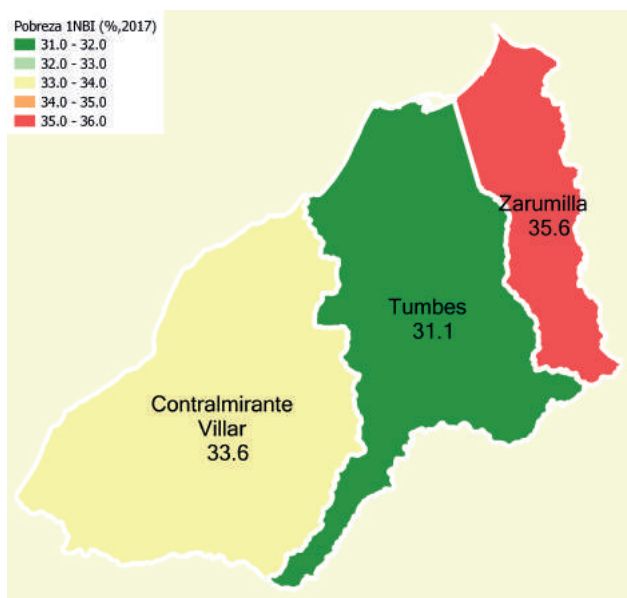 Pobreza 1NBI (%,2017)
31.0 - 32.0
32.0 - 33.0
33.0 - 34.0
34.0 - 35.0
35.0 - 36.0
Zarumilla
35.6
Tumbes
31.1
Contralmirante
Villar
33.6